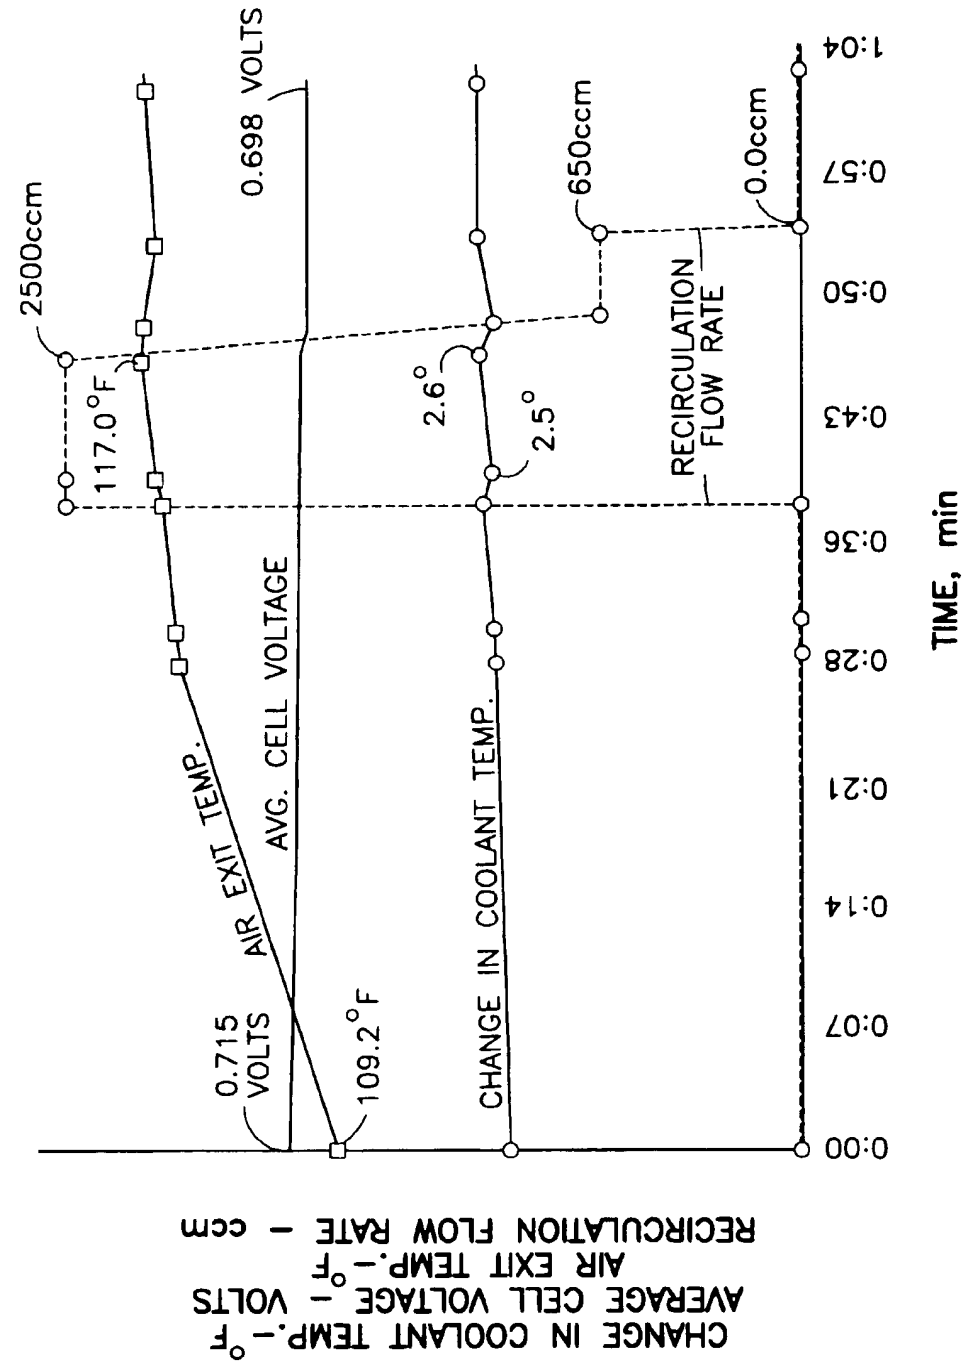 CHANGE IN COOLANT TEMP.-°F
AVERAGE CELL VOLTAGE - VOLTS
AIR EXIT TEMP.-°F
RECIRCULATION FLOW RATE - ccm
2500ccm
117.0°F
0.698 VOLTS
0.715
VOLTS
AIR EXIT TEMP.
AVG. CELL VOLTAGE
109.2°F
2.6°
2.5°
CHANGE IN COOLANT TEMP.
650ccm
RECIRCULATION
FLOW RATE
0.0ccm
0:00
0:07
0:14
0:21
0:28
0:36
0:43
0:50
0:57
1:04
TIME, min